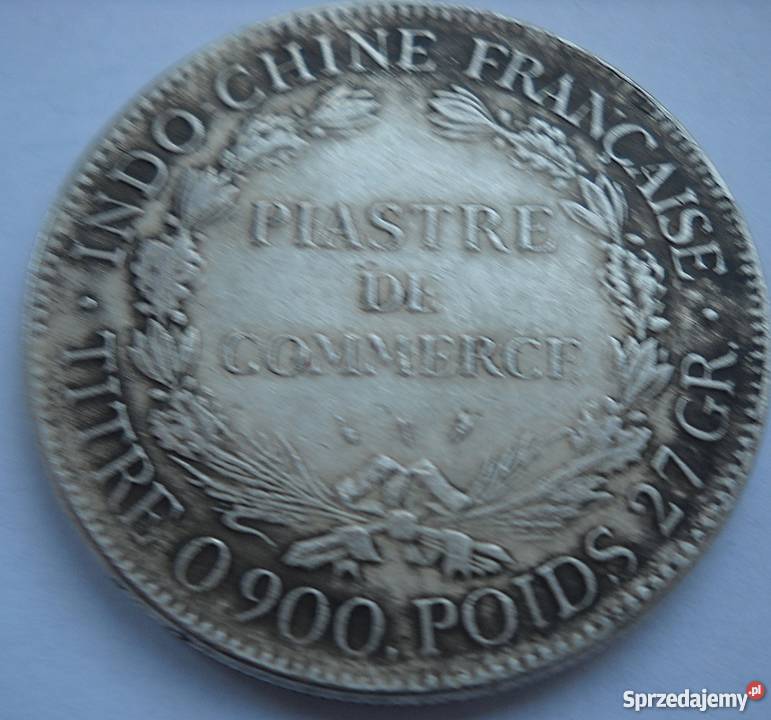 INDO-CHINE FRANÇAISE
PIASTRE
DE
COMMERCE
TITRE 0,900. POIDS 27 GR.
Sprzedajemy.pl